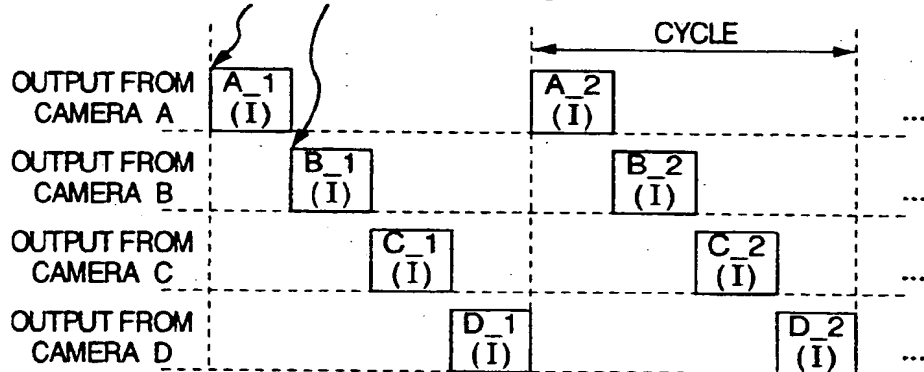 CYCLE
OUTPUT FROM
CAMERA A
A_1
(I)
A_2
(I)
...
OUTPUT FROM
CAMERA B
B_1
(I)
B_2
(I)
...
OUTPUT FROM
CAMERA C
C_1
(I)
C_2
(I)
...
OUTPUT FROM
CAMERA D
D_1
(I)
D_2
(I)
...